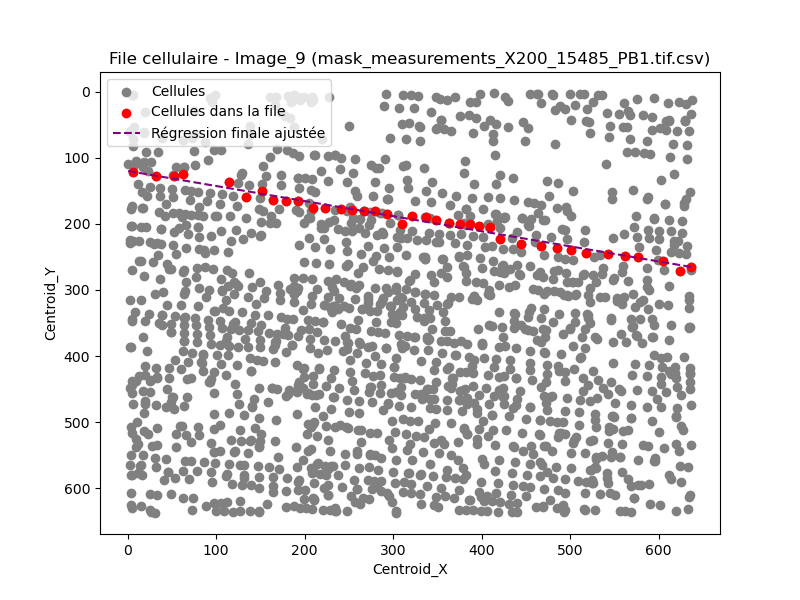 File cellulaire - Image_9 (mask_measurements_X200_15485_PB1.tif.csv)
Cellules
Cellules dans la file
Régression finale ajustée
0
100
200
300
400
500
600
Centroid_Y
0 100 200 300 400 500 600
Centroid_X